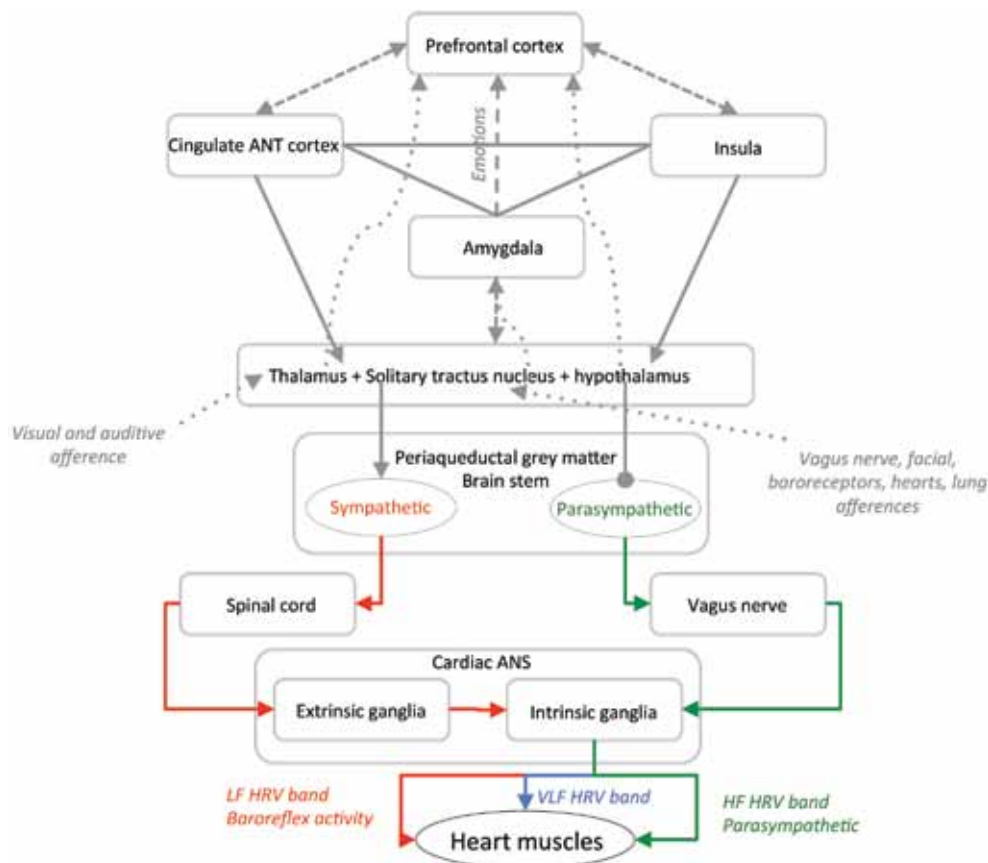 Prefrontal cortex
Emotions
Cingulate ANT cortex
Insula
Amygdala
Thalamus + Solitary tractus nucleus + hypothalamus
Visual and auditive
afference
Periaqueductal grey matter
Brain stem
Vagus nerve, facial,
baroreceptors, hearts, lung
afferences
Sympathetic
Parasympathetic
Spinal cord
Vagus nerve
Cardiac ANS
Extrinsic ganglia
Intrinsic ganglia
LF HRV band
Baroreflex activity
VLF HRV band
HF HRV band
Parasympathetic
Heart muscles